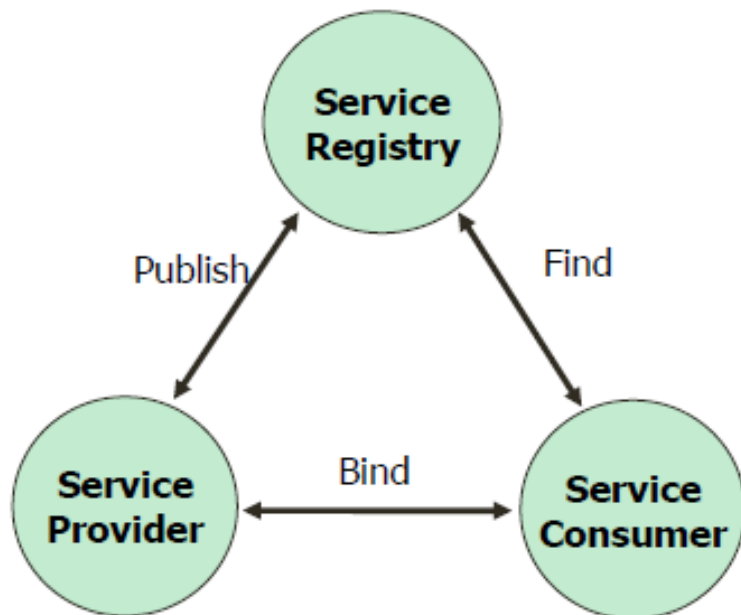 Service
Registry
Publish
Find
Service
Provider
Bind
Service
Consumer